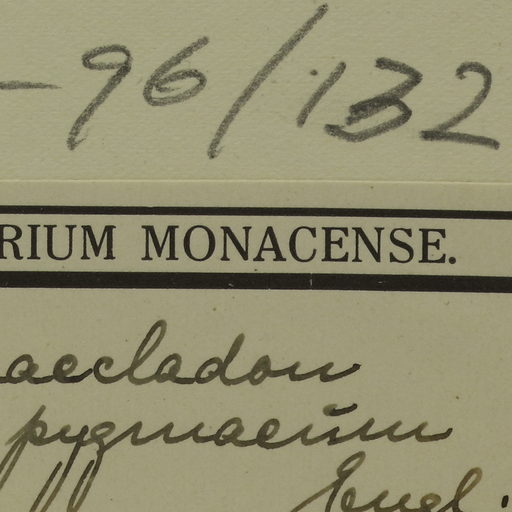 -96/132
RIUM MONACENSE.
aecladon
pygmaeum
Engl.